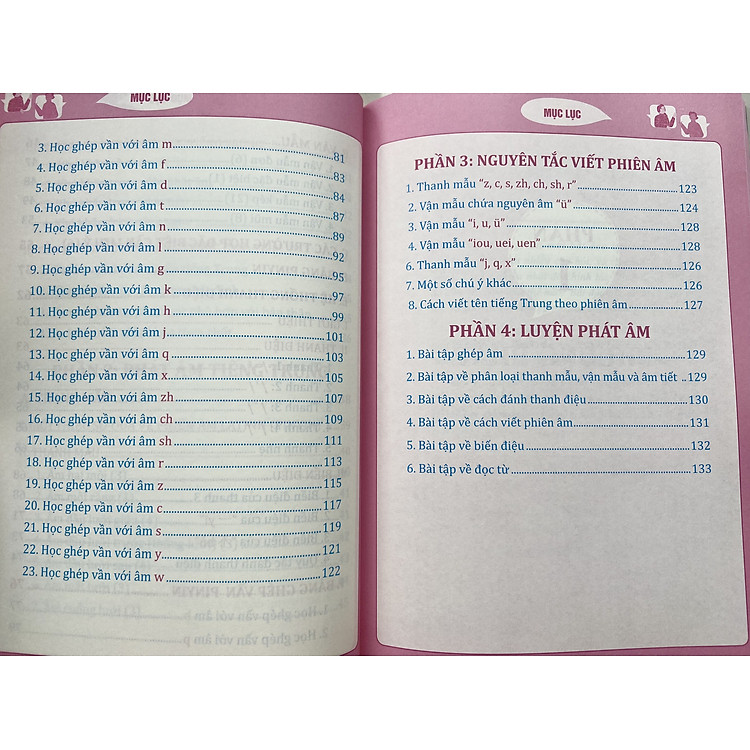 MỤC LỤC
3. Học ghép vần với âm m 81
4. Học ghép vần với âm f 83
5. Học ghép vần với âm d 84
6. Học ghép vần với âm t 87
7. Học ghép vần với âm n 89
8. Học ghép vần với âm l 92
9. Học ghép vần với âm g 95
10. Học ghép vần với âm k 97
11. Học ghép vần với âm h 99
12. Học ghép vần với âm j 101
13. Học ghép vần với âm q 103
14. Học ghép vần với âm x 105
15. Học ghép vần với âm zh 107
16. Học ghép vần với âm ch 109
17. Học ghép vần với âm sh 111
18. Học ghép vần với âm r 113
19. Học ghép vần với âm z 115
20. Học ghép vần với âm c 117
21. Học ghép vần với âm s 119
22. Học ghép vần với âm y 121
23. Học ghép vần với âm w 122
MỤC LỤC
PHẦN 3: NGUYÊN TẮC VIẾT PHIÊN ÂM
1. Thanh mẫu “z, c, s, zh, ch, sh, r” 123
2. Vận mẫu chứa nguyên âm “ü” 124
3. Vận mẫu “i, u, ü” 128
4. Vận mẫu “iou, uei, uen” 128
6. Thanh mẫu “j, q, x” 126
7. Một số chú ý khác 126
8. Cách viết tên tiếng Trung theo phiên âm 127
PHẦN 4: LUYỆN PHÁT ÂM
1. Bài tập ghép âm 129
2. Bài tập về phân loại thanh mẫu, vận mẫu và âm tiết 129
3. Bài tập về cách đánh thanh điệu 130
4. Bài tập về cách viết phiên âm 131
5. Bài tập về biến điệu 132
6. Bài tập về đọc từ 133